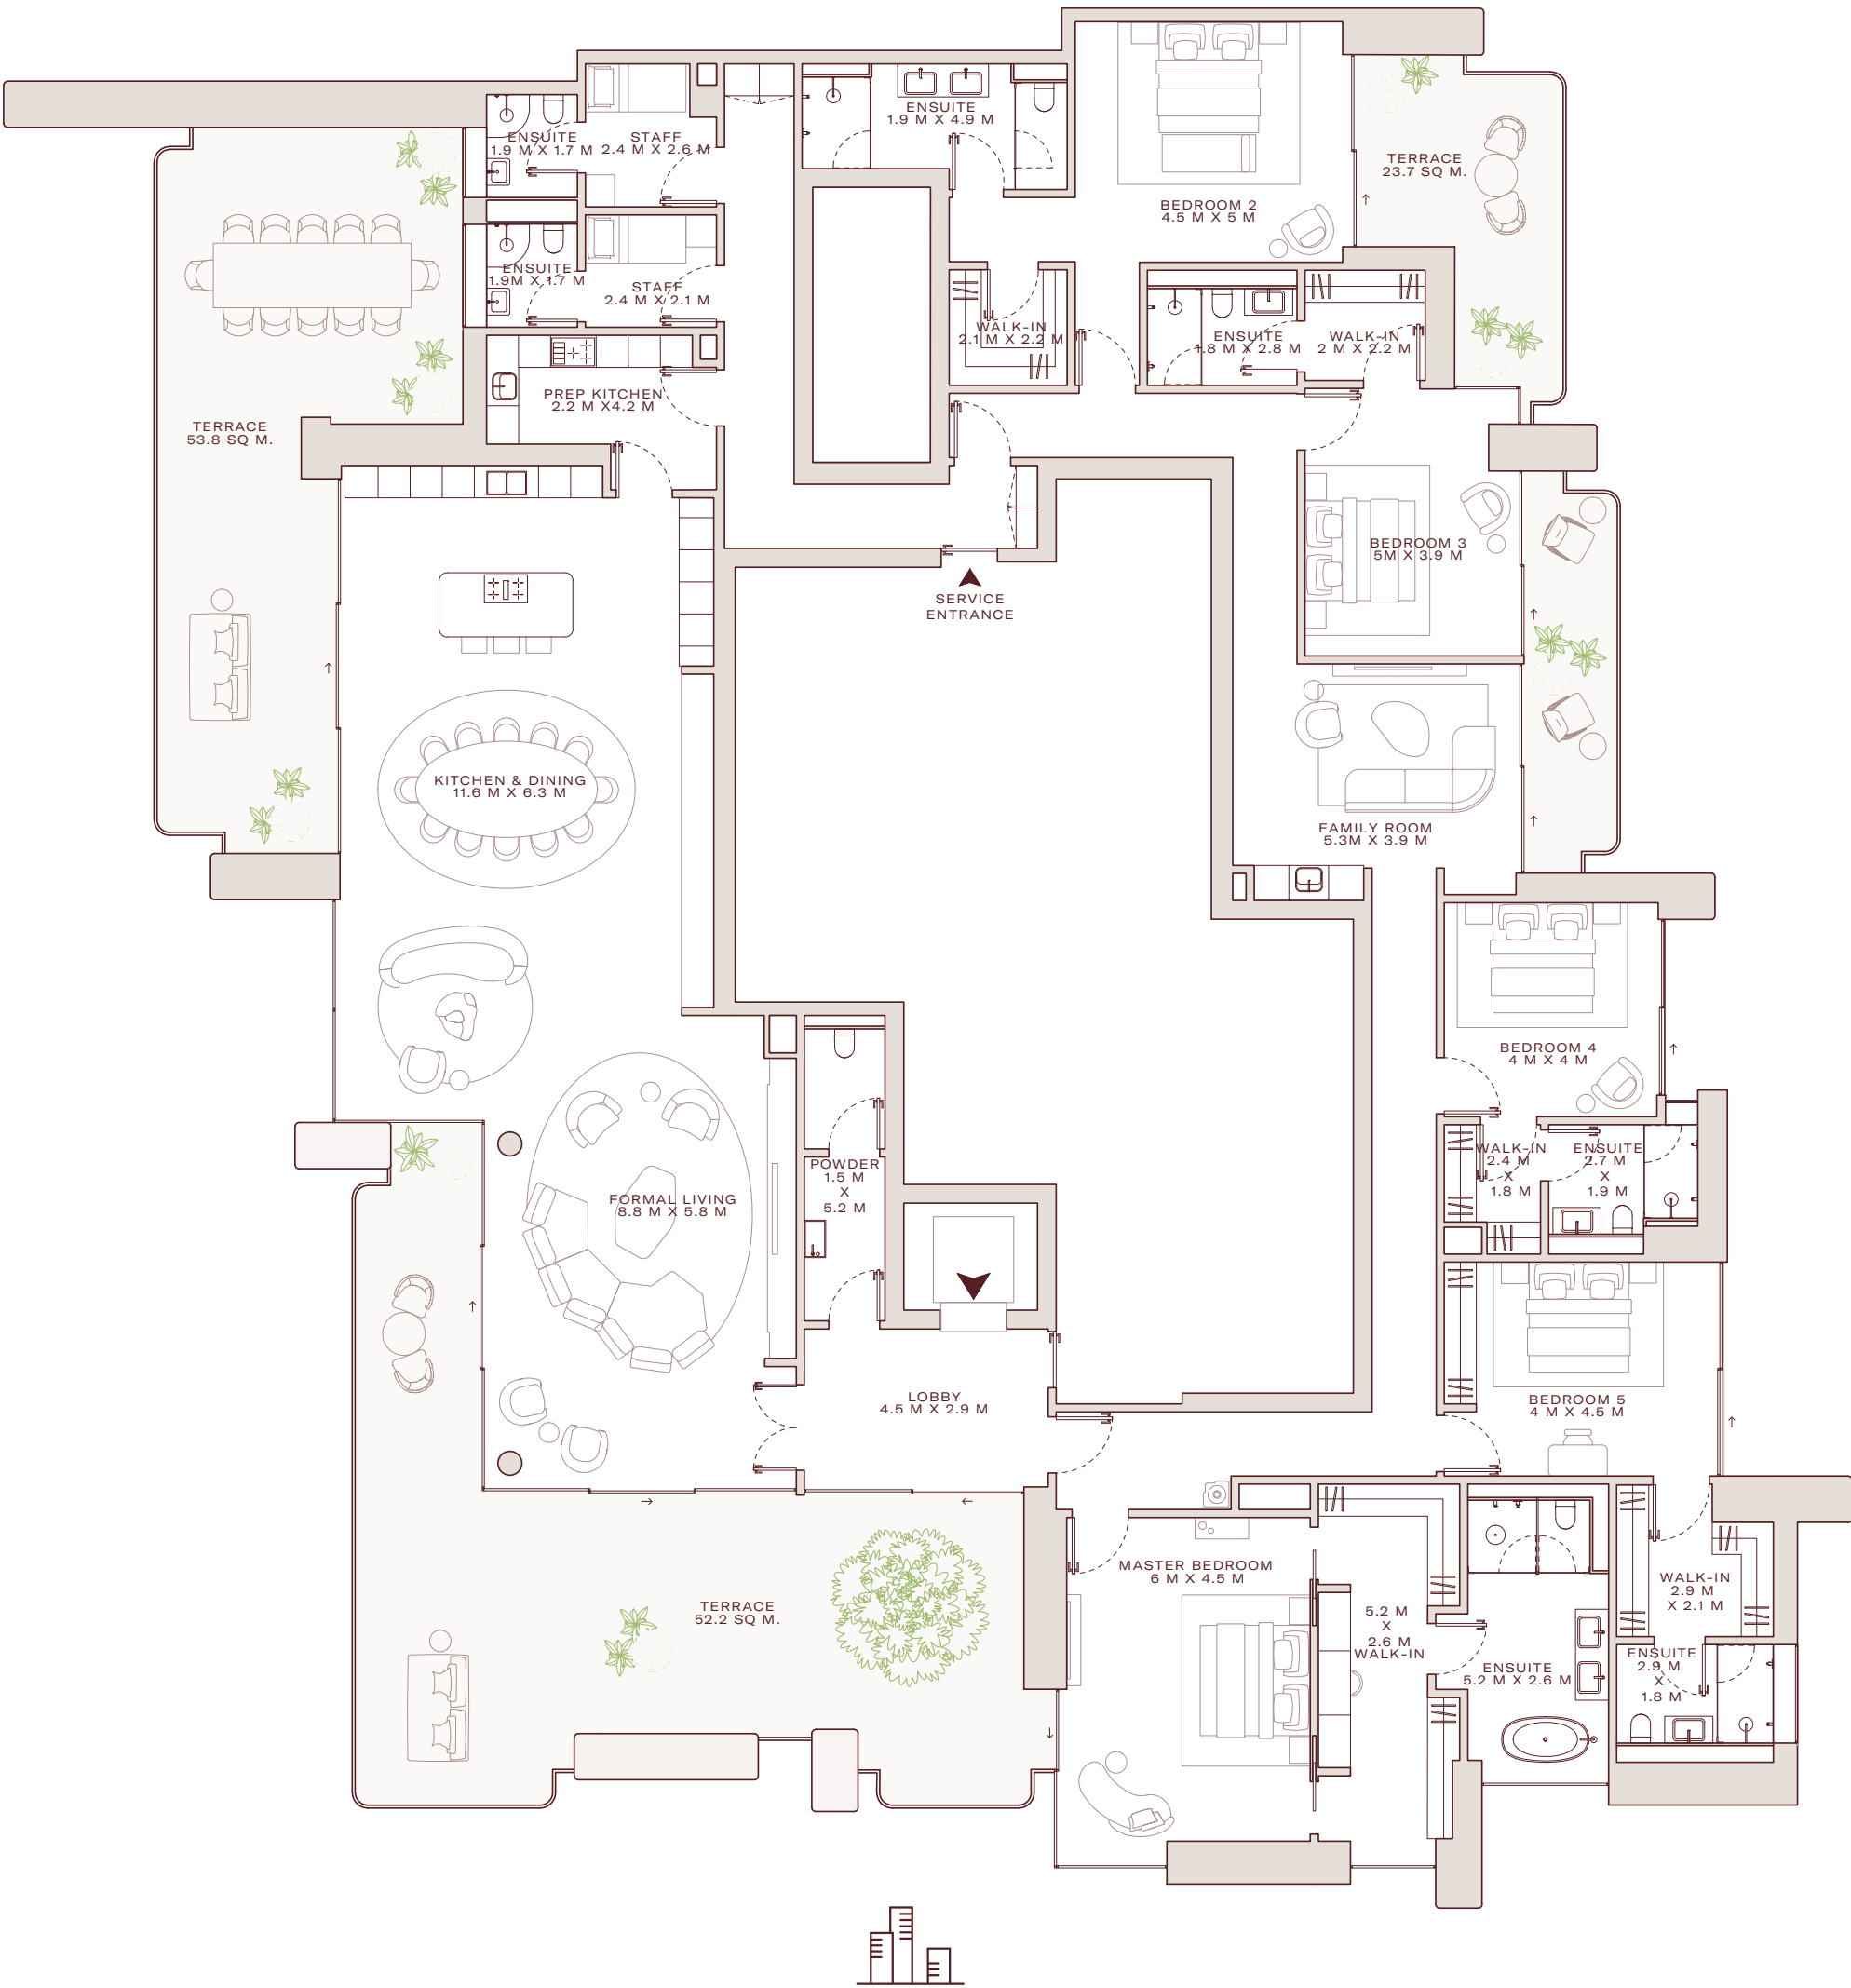 ENSUITE
1.9 M X 1.7 M
STAFF
2.4 M X 2.6 M
ENSUITE
1.9 M X 4.9 M
BEDROOM 2
4.5 M X 5 M
TERRACE
23.7 SQ M.
ENSUITE
1.9M X 1.7 M
STAFF
2.4 M X 2.1 M
WALK-IN
2.1 M X 2.2 M
ENSUITE
1.8 M X 2.8 M
WALK-IN
2 M X 2.2 M
PREP KITCHEN
2.2 M X4.2 M
TERRACE
53.8 SQ M.
BEDROOM 3
5M X 3.9 M
SERVICE
ENTRANCE
KITCHEN & DINING
11.6 M X 6.3 M
FAMILY ROOM
5.3M X 3.9 M
BEDROOM 4
4 M X 4 M
WALK-IN
2.4 M
X
1.8 M
ENSUITE
2.7 M
X
1.9 M
POWDER
1.5 M
X
5.2 M
FORMAL LIVING
8.8 M X 5.8 M
LOBBY
4.5 M X 2.9 M
BEDROOM 5
4 M X 4.5 M
MASTER BEDROOM
6 M X 4.5 M
TERRACE
52.2 SQ M.
5.2 M
X
2.6 M
WALK-IN
WALK-IN
2.9 M
X 2.1 M
ENSUITE
5.2 M X 2.6 M
ENSUITE
2.9 M
X
1.8 M